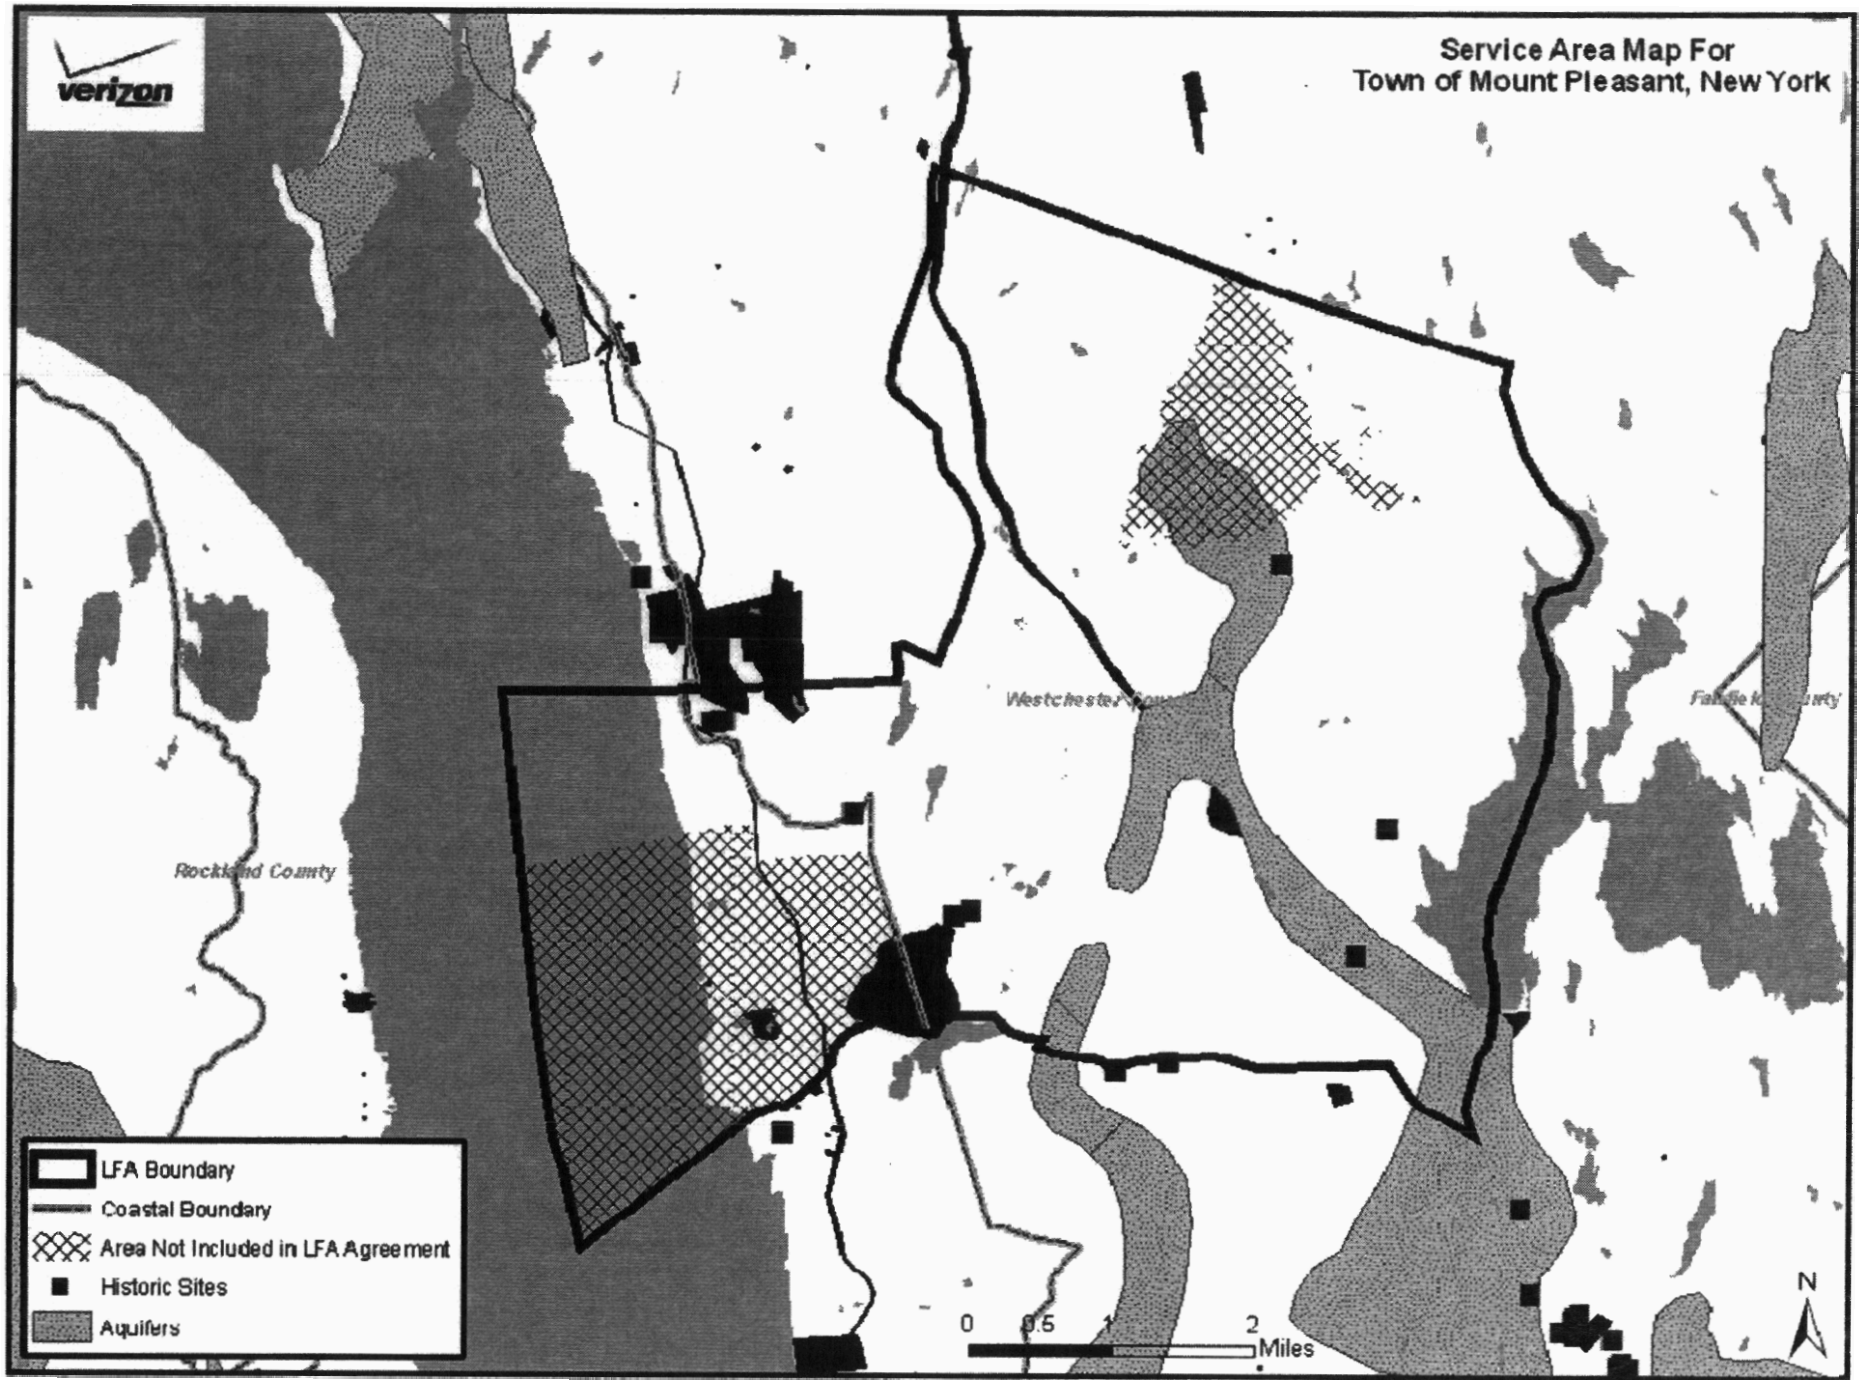 verizon
Service Area Map For
Town of Mount Pleasant, New York
Westchester
Rockland County
LFA Boundary
Coastal Boundary
Area Not Included in LFA Agreement
Historic Sites
Aquifers
0 0.5 1 2
Miles
N